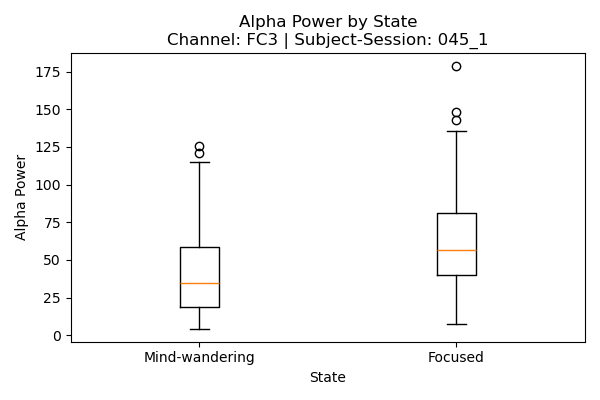 Alpha Power by State
Channel: FC3 | Subject-Session: 045_1
Alpha Power
175
150
125
100
75
50
25
0
Mind-wandering
Focused
State